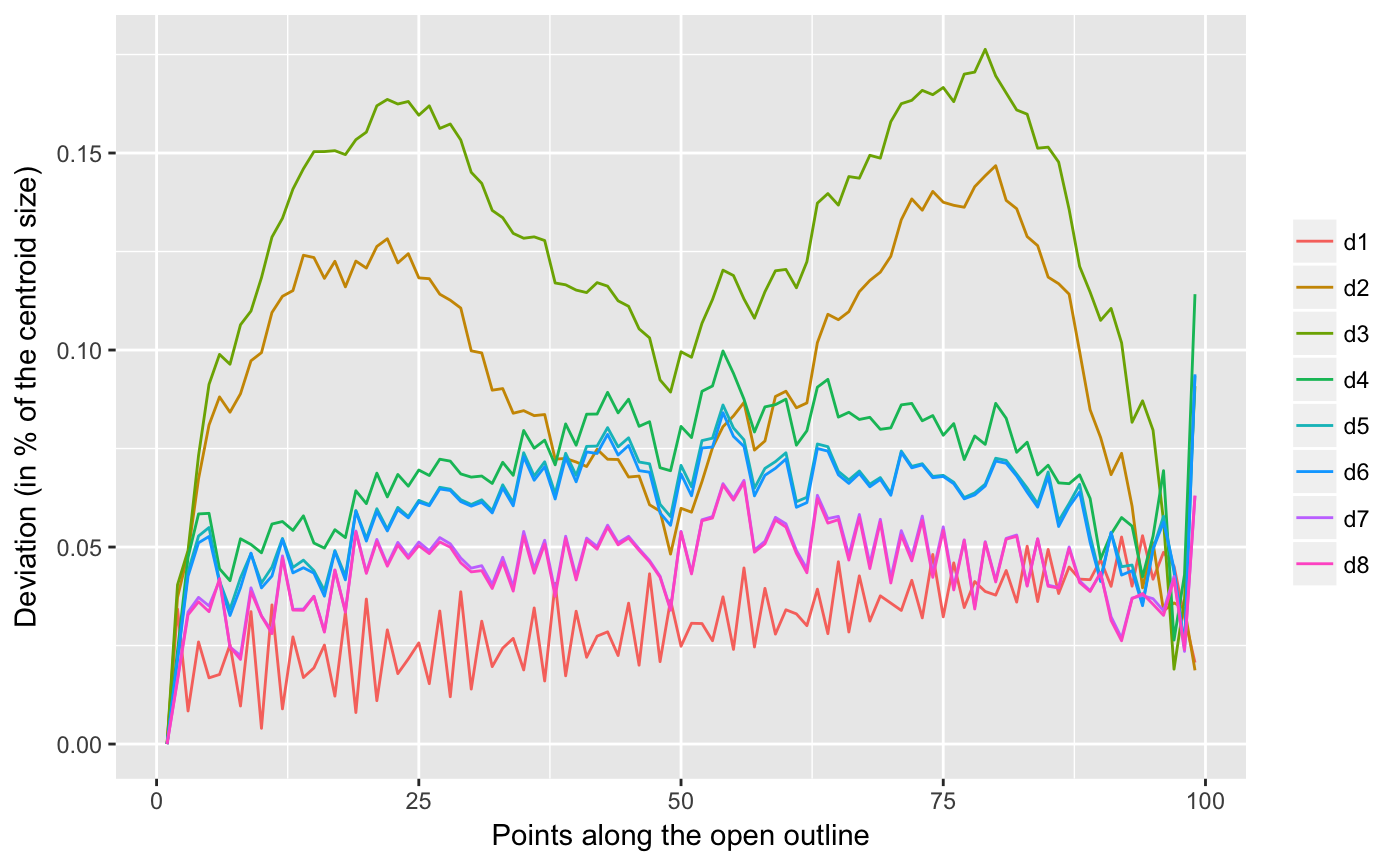 Deviation (in % of the centroid size)
0.15
0.10
0.05
0.00
0
25
50
75
100
Points along the open outline
d1
d2
d3
d4
d5
d6
d7
d8